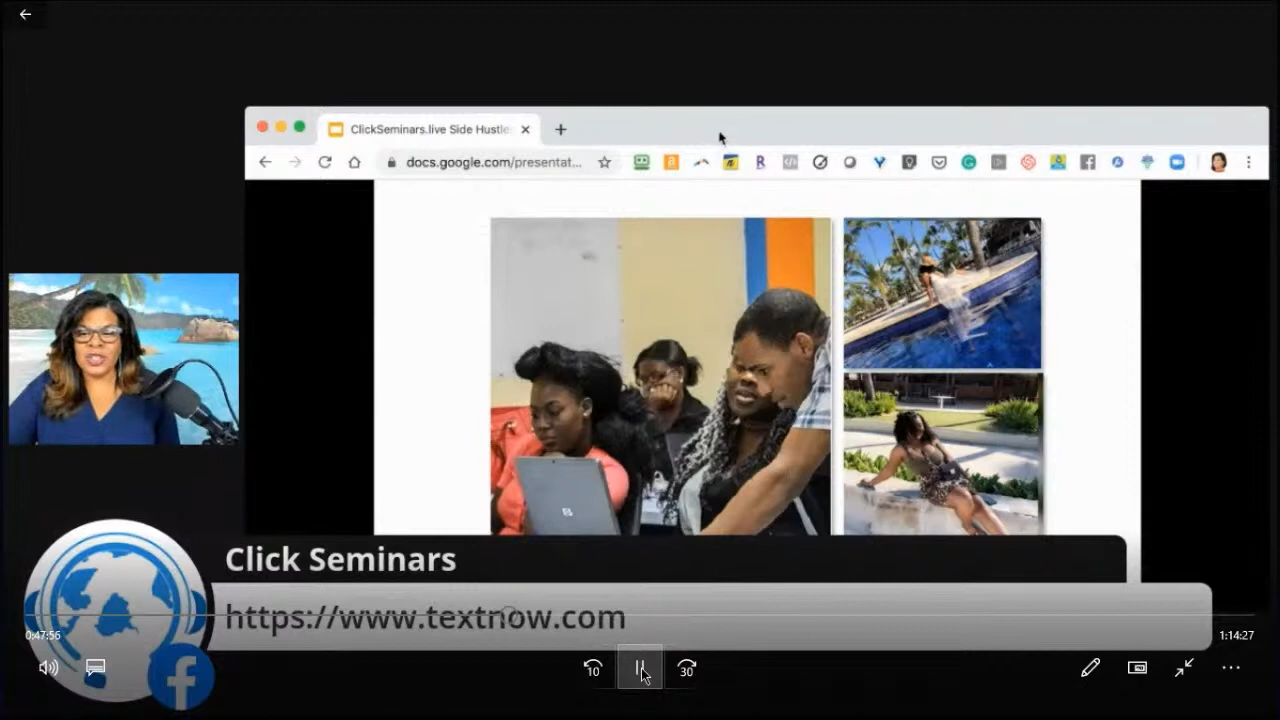 ClickSeminars.live Side Hustle
docs.google.com/presentat...
Click Seminars
https://www.textnow.com
0:47:55
1:14:27
10
30